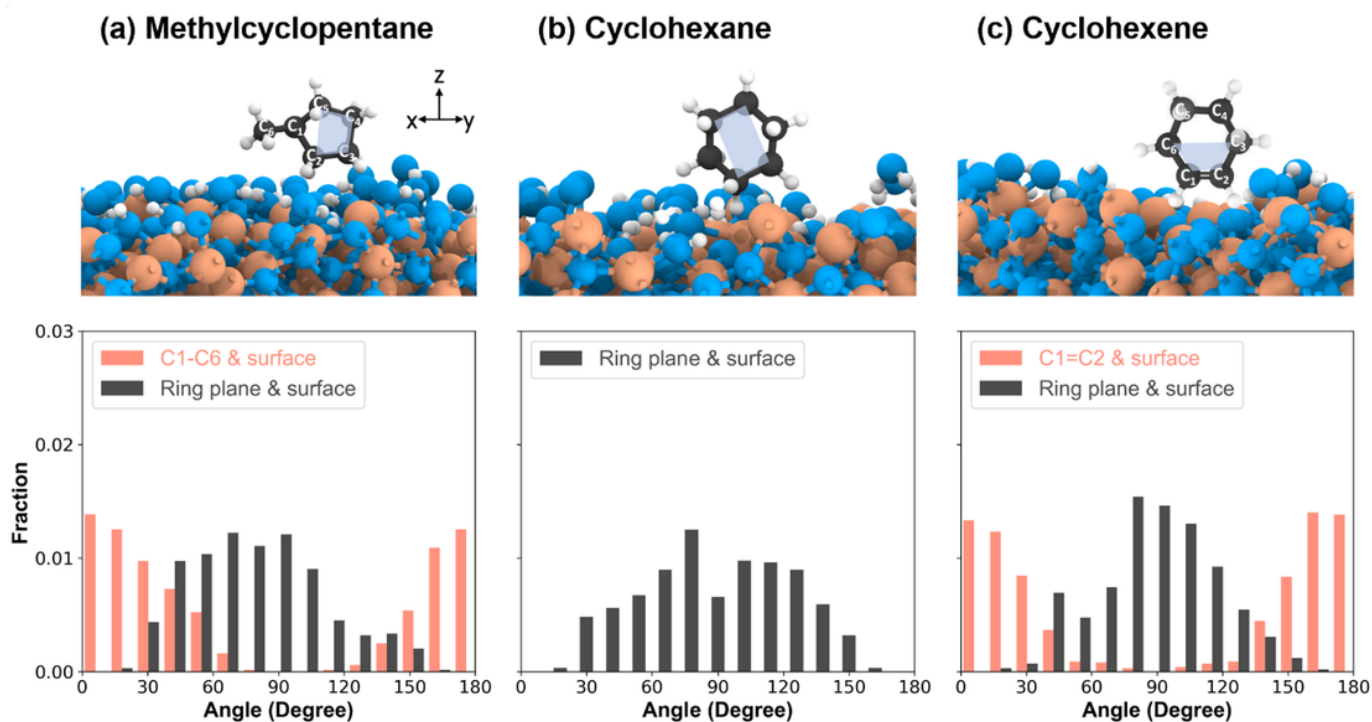 (a) Methylcyclopentane
(b) Cyclohexane
(c) Cyclohexene
z
x y
C5
C4
C6 C1
C2 C3
C5 C4
C6 C3
C1 C2
0.03
0.02
0.01
0.00
Fraction
C1-C6 & surface
Ring plane & surface
0 30 60 90 120 150 180
Angle (Degree)
Ring plane & surface
0 30 60 90 120 150 180
Angle (Degree)
C1=C2 & surface
Ring plane & surface
0 30 60 90 120 150 180
Angle (Degree)